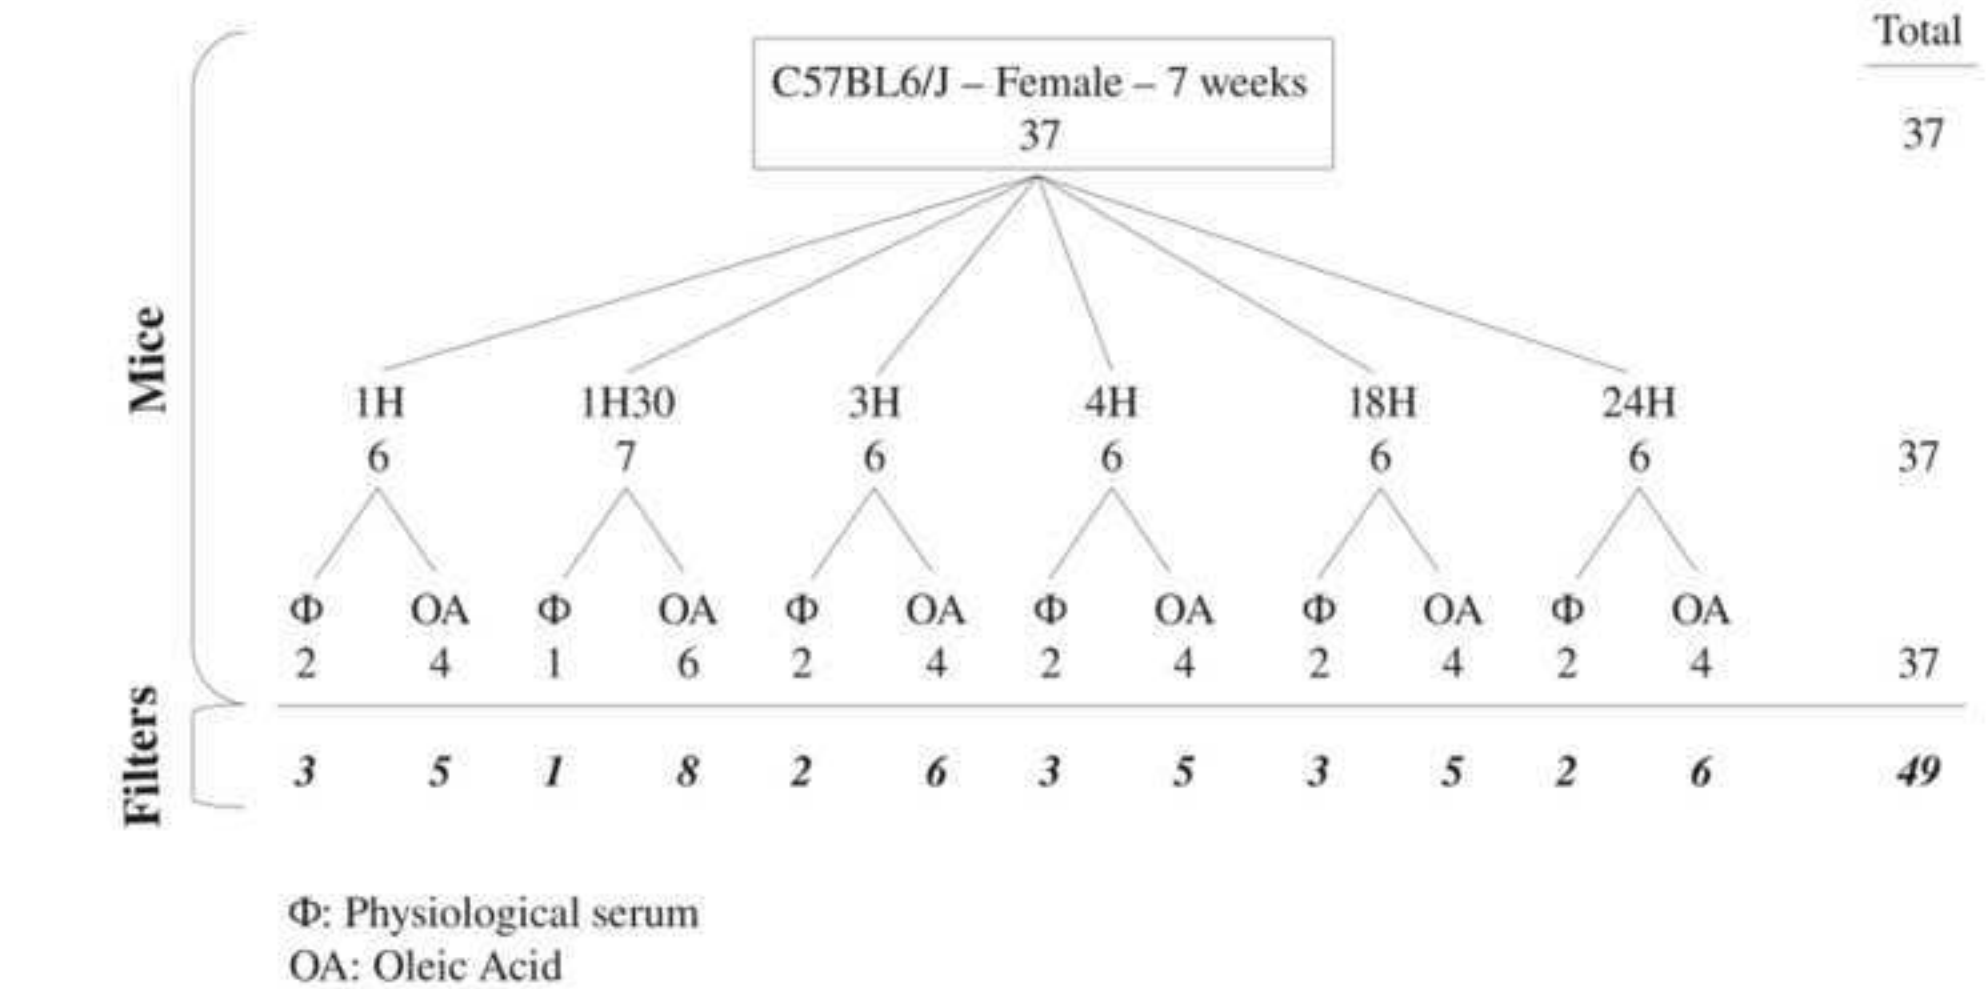 Total
C57BL6/J – Female – 7 weeks
37
37
Mice
1H 1H30 3H 4H 18H 24H
6 7 6 6 6 6 37
Φ OA Φ OA Φ OA Φ OA Φ OA Φ OA
2 4 1 6 2 4 2 4 2 4 2 4 37
Filters
3 5 1 8 2 6 3 5 3 5 2 6 49
Φ: Physiological serum
OA: Oleic Acid